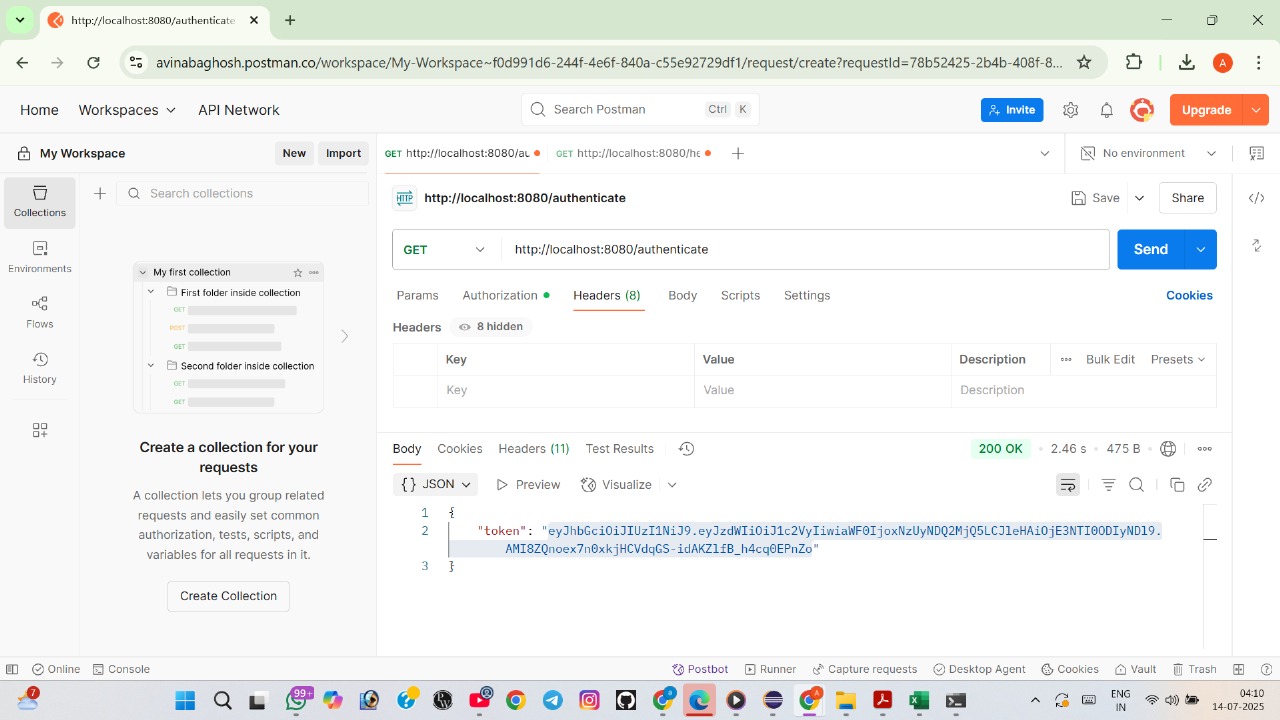 http://localhost:8080/authenticate
avinabaghosh.postman.co/workspace/My-Workspace~f0d991d6-244f-4e6f-840a-c55e92729df1/request/create?requestId=78b52425-2b4b-408f-8...
A
Home Workspaces API Network Search Postman Ctrl K Invite Upgrade
My Workspace New Import GET http://localhost:8080/au GET http://localhost:8080/he No environment
Collections Search collections HTTP http://localhost:8080/authenticate Save Share
Environments
Flows
History
GET http://localhost:8080/authenticate Send
My first collection
First folder inside collection
GET
POST
GET
Second folder inside collection
GET
GET
Create a collection for your
requests
A collection lets you group related
requests and easily set common
authorization, tests, scripts, and
variables for all requests in it.
Create Collection
Params Authorization Headers (8) Body Scripts Settings Cookies
Headers 8 hidden
Key Value Description Bulk Edit Presets
Key Value Description
Body Cookies Headers (11) Test Results 200 OK 2.46 s 475 B
{} JSON Preview Visualize
1 {
2 "token": "eyJhbGciOiJIUzI1NiJ9.eyJzdWIiOiJ1c2VyIiwiaWF0IjoxNzUyNDQ2MjQ5LCJleHAiOjE3NTI0ODIyNDl9.
AMI8ZQnoex7n0xkjHCVdqGS-idAKZlfB_h4cq0EPnZo"
3 }
Online Console Postbot Runner Capture requests Desktop Agent Cookies Vault Trash
7 99+ ENG
IN 04:10
14-07-2025